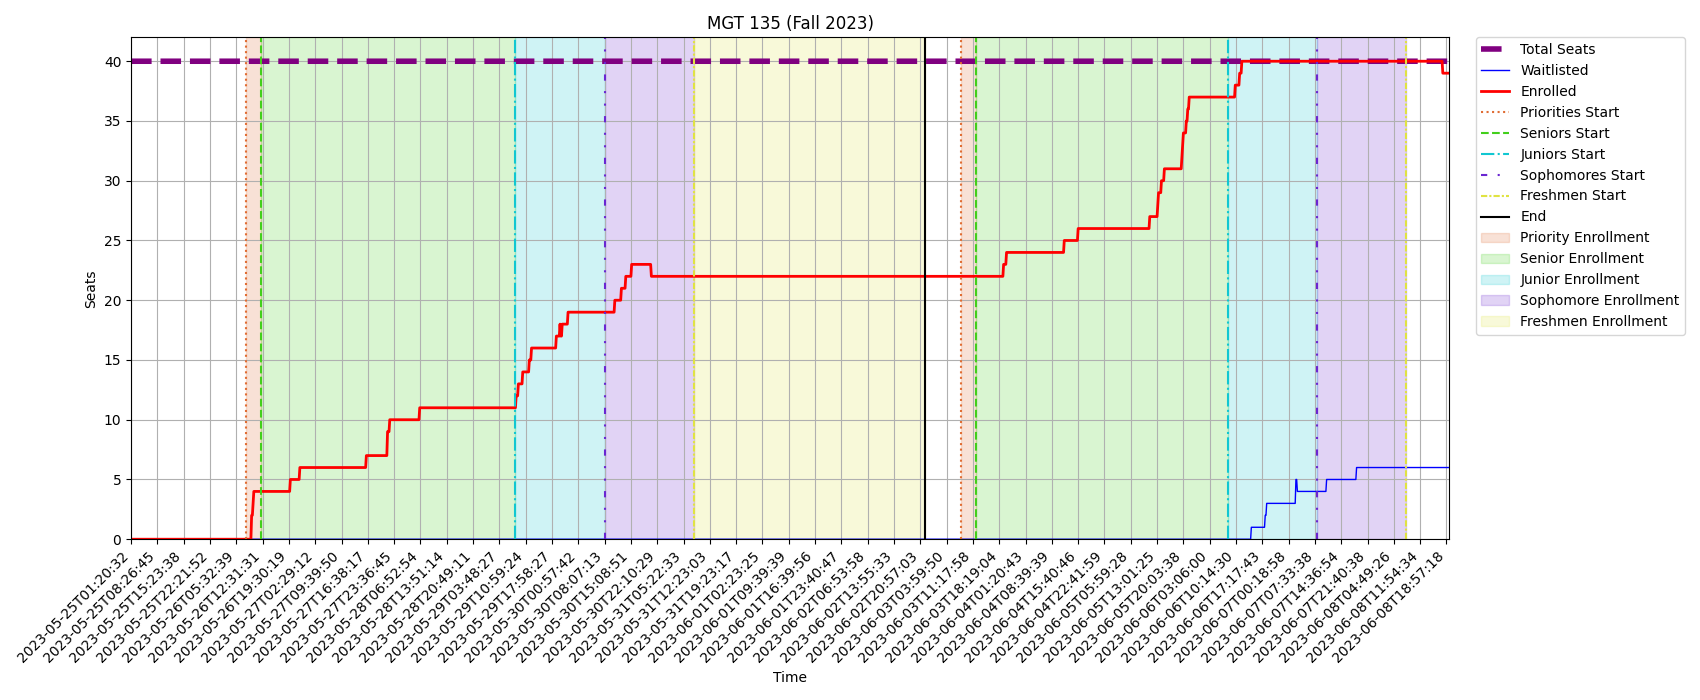 MGT 135 (Fall 2023)
Seats
40
35
30
25
20
15
10
5
0
2023-05-25T01:20:32
2023-05-25T08:26:45
2023-05-25T15:23:38
2023-05-25T22:21:52
2023-05-26T05:32:39
2023-05-26T12:31:31
2023-05-26T19:30:19
2023-05-27T02:29:12
2023-05-27T09:39:50
2023-05-27T16:38:17
2023-05-27T23:36:45
2023-05-28T06:52:54
2023-05-28T13:51:14
2023-05-28T20:49:11
2023-05-29T03:48:27
2023-05-29T10:59:24
2023-05-29T17:58:27
2023-05-30T00:57:42
2023-05-30T08:07:13
2023-05-30T15:08:51
2023-05-30T22:10:29
2023-05-31T05:22:33
2023-05-31T12:23:03
2023-05-31T19:23:17
2023-06-01T02:23:25
2023-06-01T09:39:39
2023-06-01T16:39:56
2023-06-01T23:40:47
2023-06-02T06:53:58
2023-06-02T13:55:33
2023-06-02T20:57:03
2023-06-03T03:59:50
2023-06-03T11:17:58
2023-06-03T18:19:04
2023-06-04T01:20:43
2023-06-04T08:39:39
2023-06-04T15:40:46
2023-06-04T22:41:59
2023-06-05T05:59:28
2023-06-05T13:01:25
2023-06-05T20:03:38
2023-06-06T03:06:00
2023-06-06T10:14:30
2023-06-06T17:17:43
2023-06-07T00:18:58
2023-06-07T07:33:38
2023-06-07T14:36:54
2023-06-07T21:40:38
2023-06-08T04:49:26
2023-06-08T11:54:34
2023-06-08T18:57:18
Time
Total Seats
Waitlisted
Enrolled
Priorities Start
Seniors Start
Juniors Start
Sophomores Start
Freshmen Start
End
Priority Enrollment
Senior Enrollment
Junior Enrollment
Sophomore Enrollment
Freshmen Enrollment